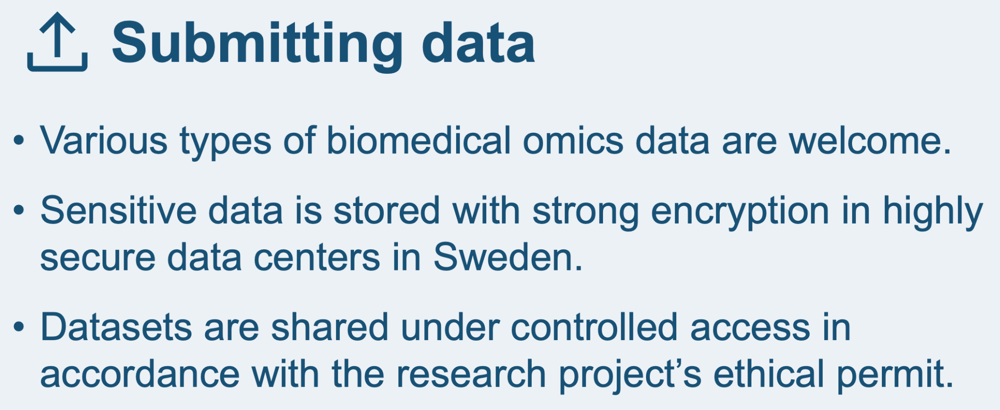 Submitting data
• Various types of biomedical omics data are welcome.
• Sensitive data is stored with strong encryption in highly
secure data centers in Sweden.
• Datasets are shared under controlled access in
accordance with the research project’s ethical permit.